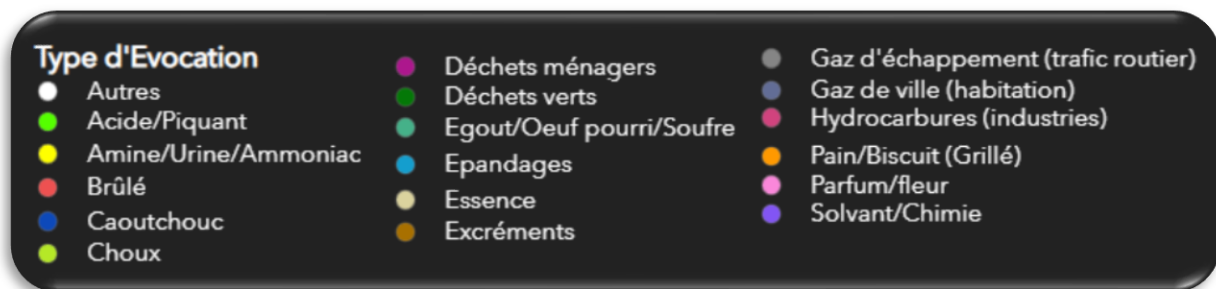 Type d'Evocation
Autres
Acide/Piquant
Amine/Urine/Ammoniac
Brûlé
Caoutchouc
Choux
Déchets ménagers
Déchets verts
Egout/Oeuf pourri/Soufre
Epandages
Essence
Excréments
Gaz d'échappement (trafic routier)
Gaz de ville (habitation)
Hydrocarbures (industries)
Pain/Biscuit (Grillé)
Parfum/fleur
Solvant/Chimie